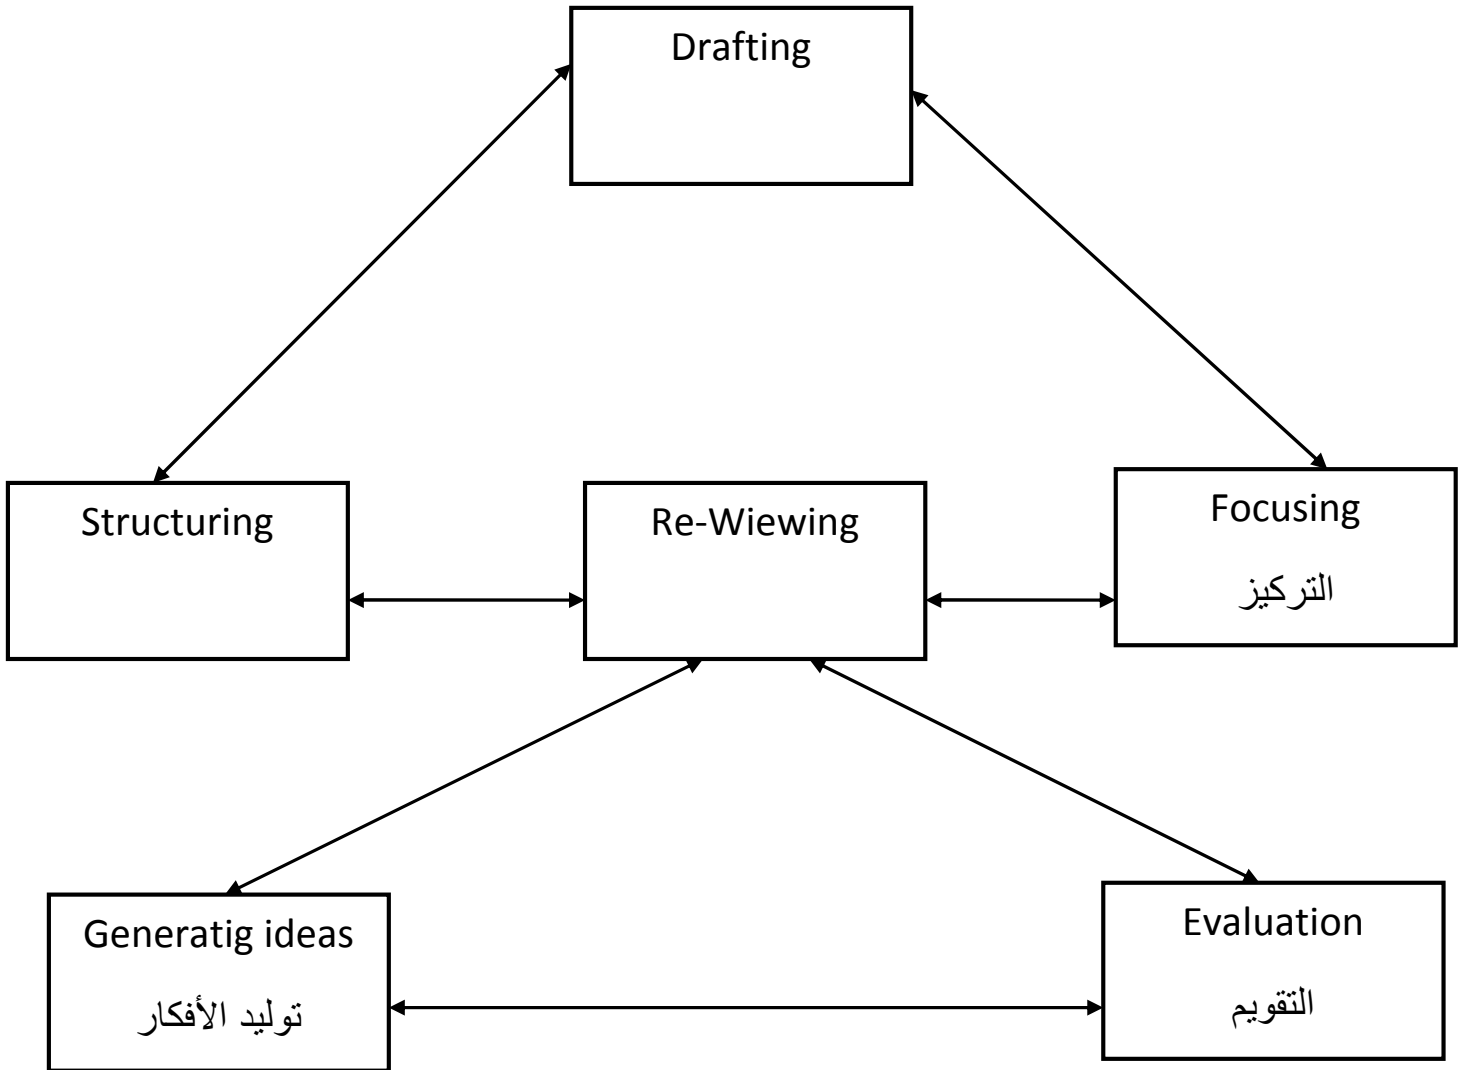 Drafting
Structuring
Re-Wiewing
Focusing
التركيز
Generatig ideas
توليد الأفكار
Evaluation
التقويم